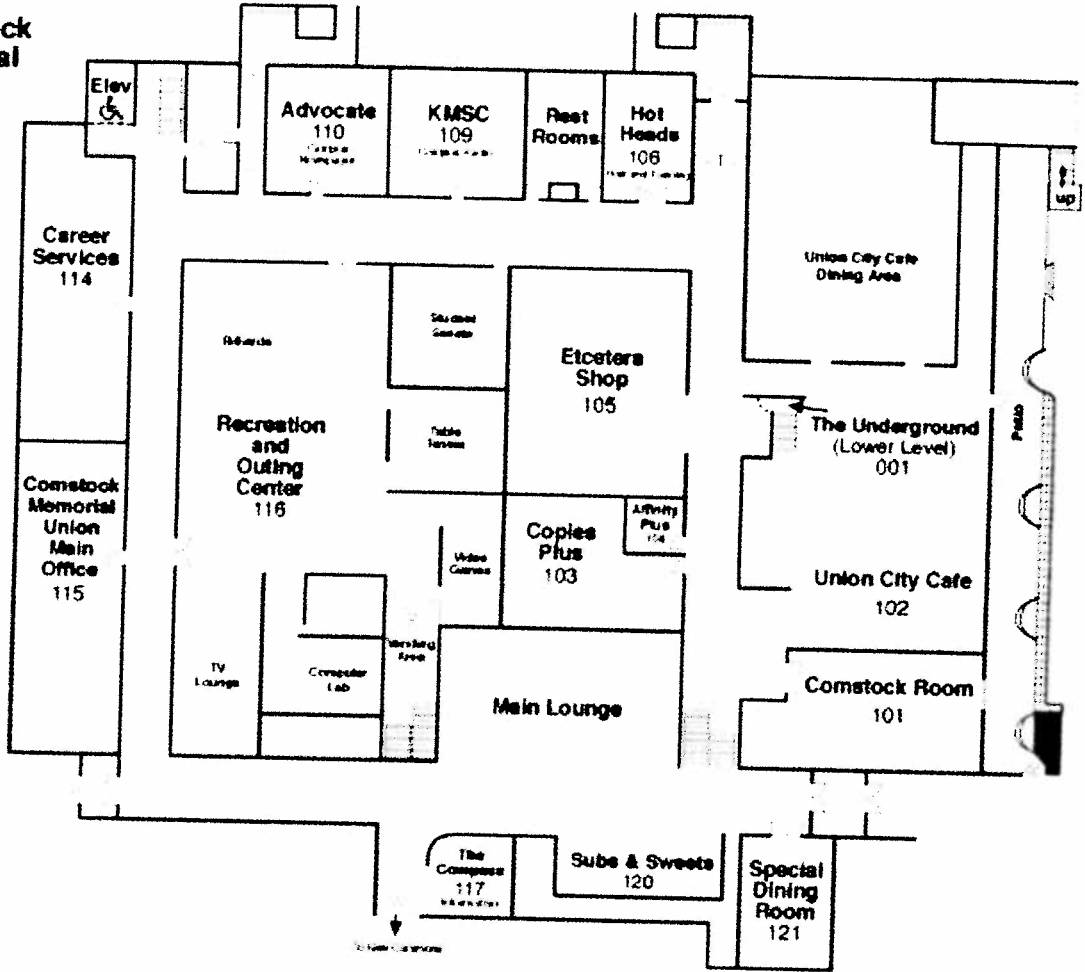 ck
al
Elev
Advocate
110
KMSC
109
Rest
Rooms
Hot
Heads
106
up
Career
Services
114
Union City Cafe
Dining Area
Billiards
Student
Senate
Etcetera
Shop
105
Recreation
and
Outing
Center
116
Table
Tennis
The Underground
(Lower Level)
001
Patio
Comstock
Memorial
Union
Main
Office
115
Copies
Plus
103
Affinity
Plus
104
Video
Games
Union City Cafe
102
TV
Lounge
Computer
Lab
Vending
Area
Main Lounge
Comstock Room
101
The
Compass
117
Information
Subs & Sweets
120
Special
Dining
Room
121